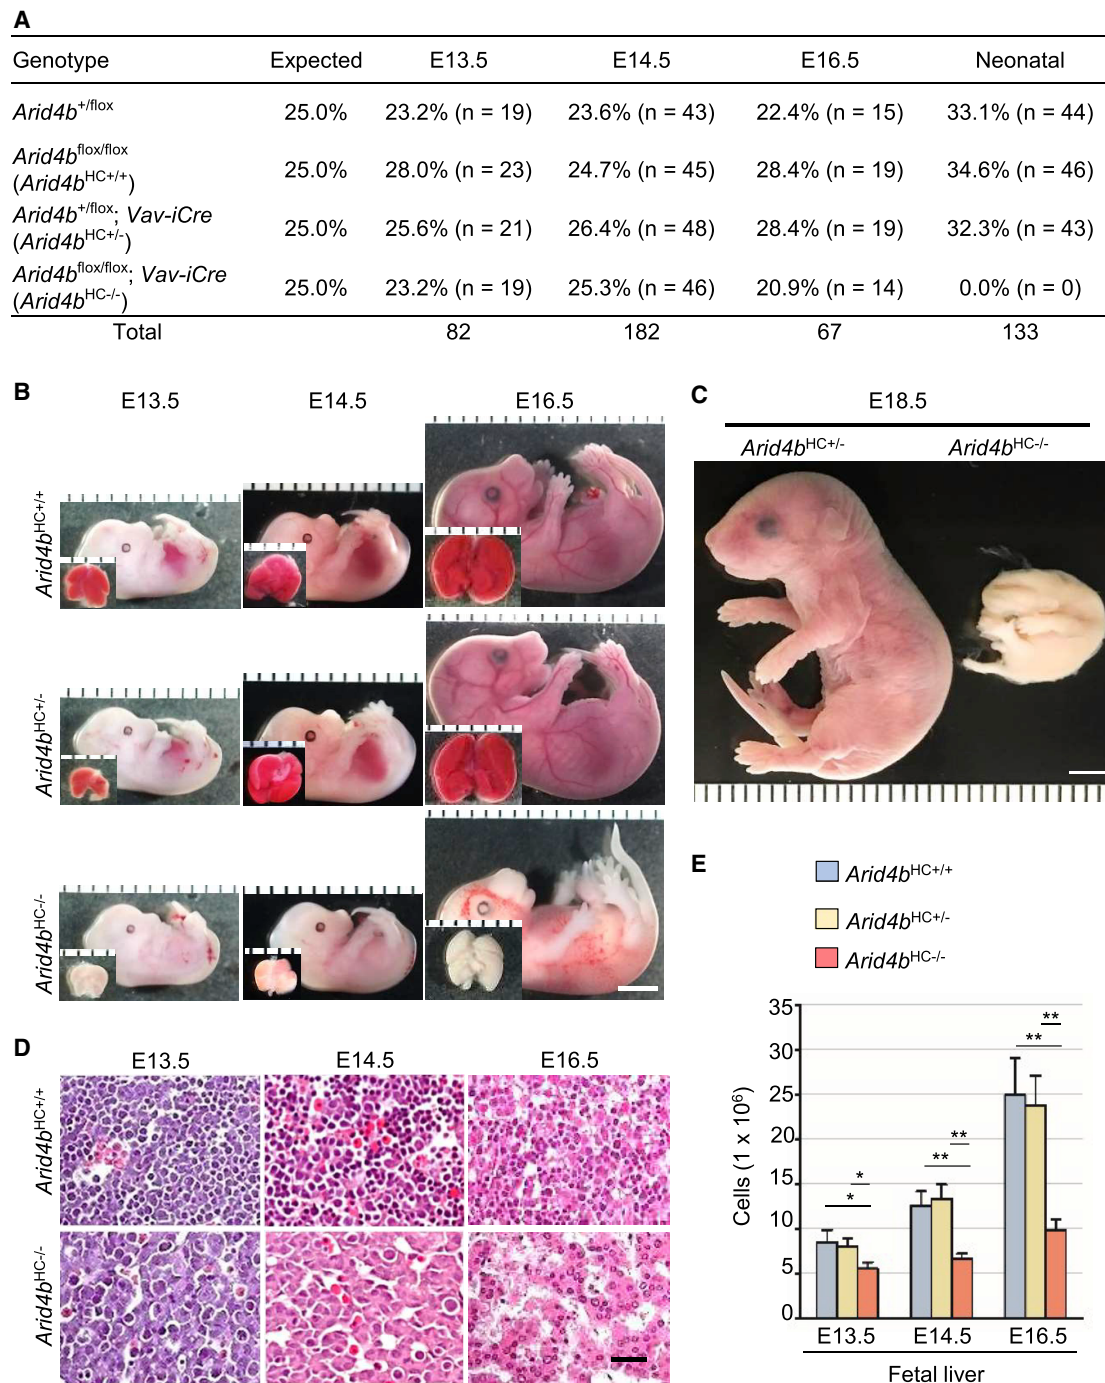 A
Genotype Expected E13.5 E14.5 E16.5 Neonatal
Arid4b+/flox 25.0% 23.2% (n = 19) 23.6% (n = 43) 22.4% (n = 15) 33.1% (n = 44)
Arid4bflox/flox
(Arid4bHC+/+) 25.0% 28.0% (n = 23) 24.7% (n = 45) 28.4% (n = 19) 34.6% (n = 46)
Arid4b+/flox; Vav-iCre
(Arid4bHC+/-) 25.0% 25.6% (n = 21) 26.4% (n = 48) 28.4% (n = 19) 32.3% (n = 43)
Arid4bflox/flox; Vav-iCre
(Arid4bHC-/-) 25.0% 23.2% (n = 19) 25.3% (n = 46) 20.9% (n = 14) 0.0% (n = 0)
Total 82 182 67 133
B
E13.5 E14.5 E16.5
Arid4bHC+/+
Arid4bHC+/-
Arid4bHC-/-
C
E18.5
Arid4bHC+/- Arid4bHC-/-
D
E13.5 E14.5 E16.5
Arid4bHC+/+
Arid4bHC-/-
E
Arid4bHC+/+
Arid4bHC+/-
Arid4bHC-/-
Cells (1 x 106)
35
30
25
20
15
10
5
0
* * ** ** ** **
E13.5 E14.5 E16.5
Fetal liver